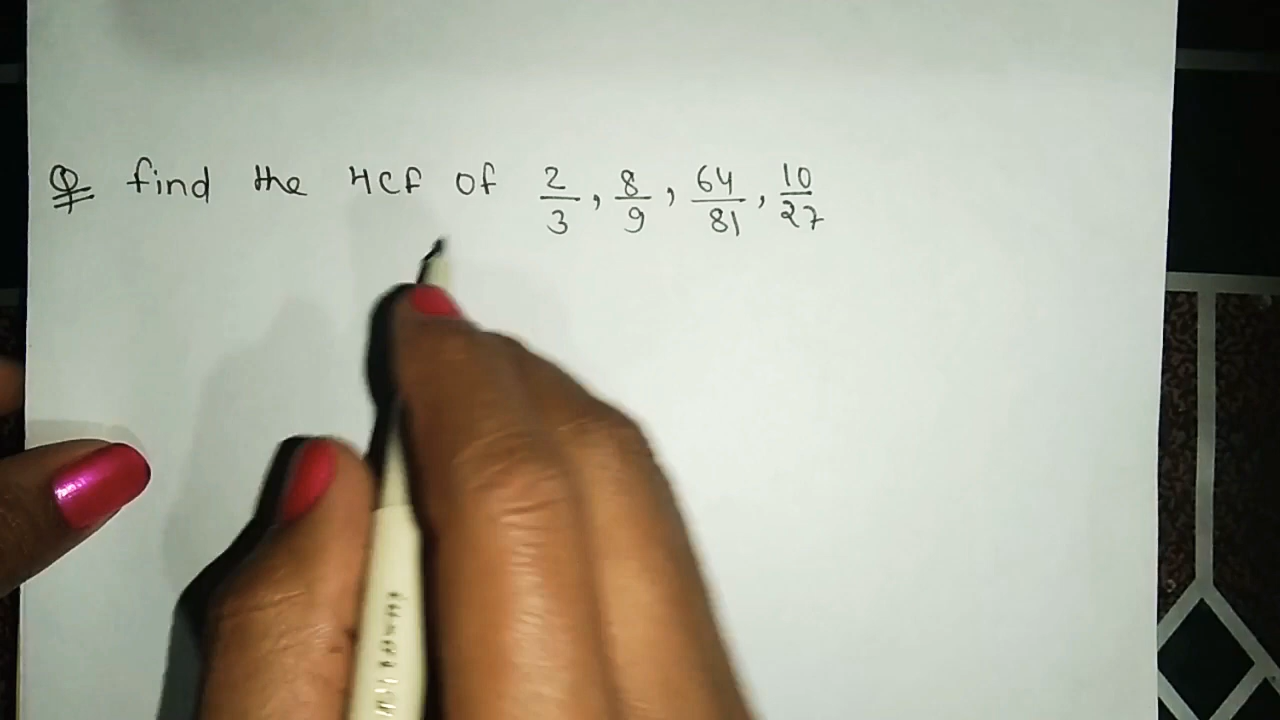 Q find the HCF of 2/3, 8/9, 64/81, 10/27